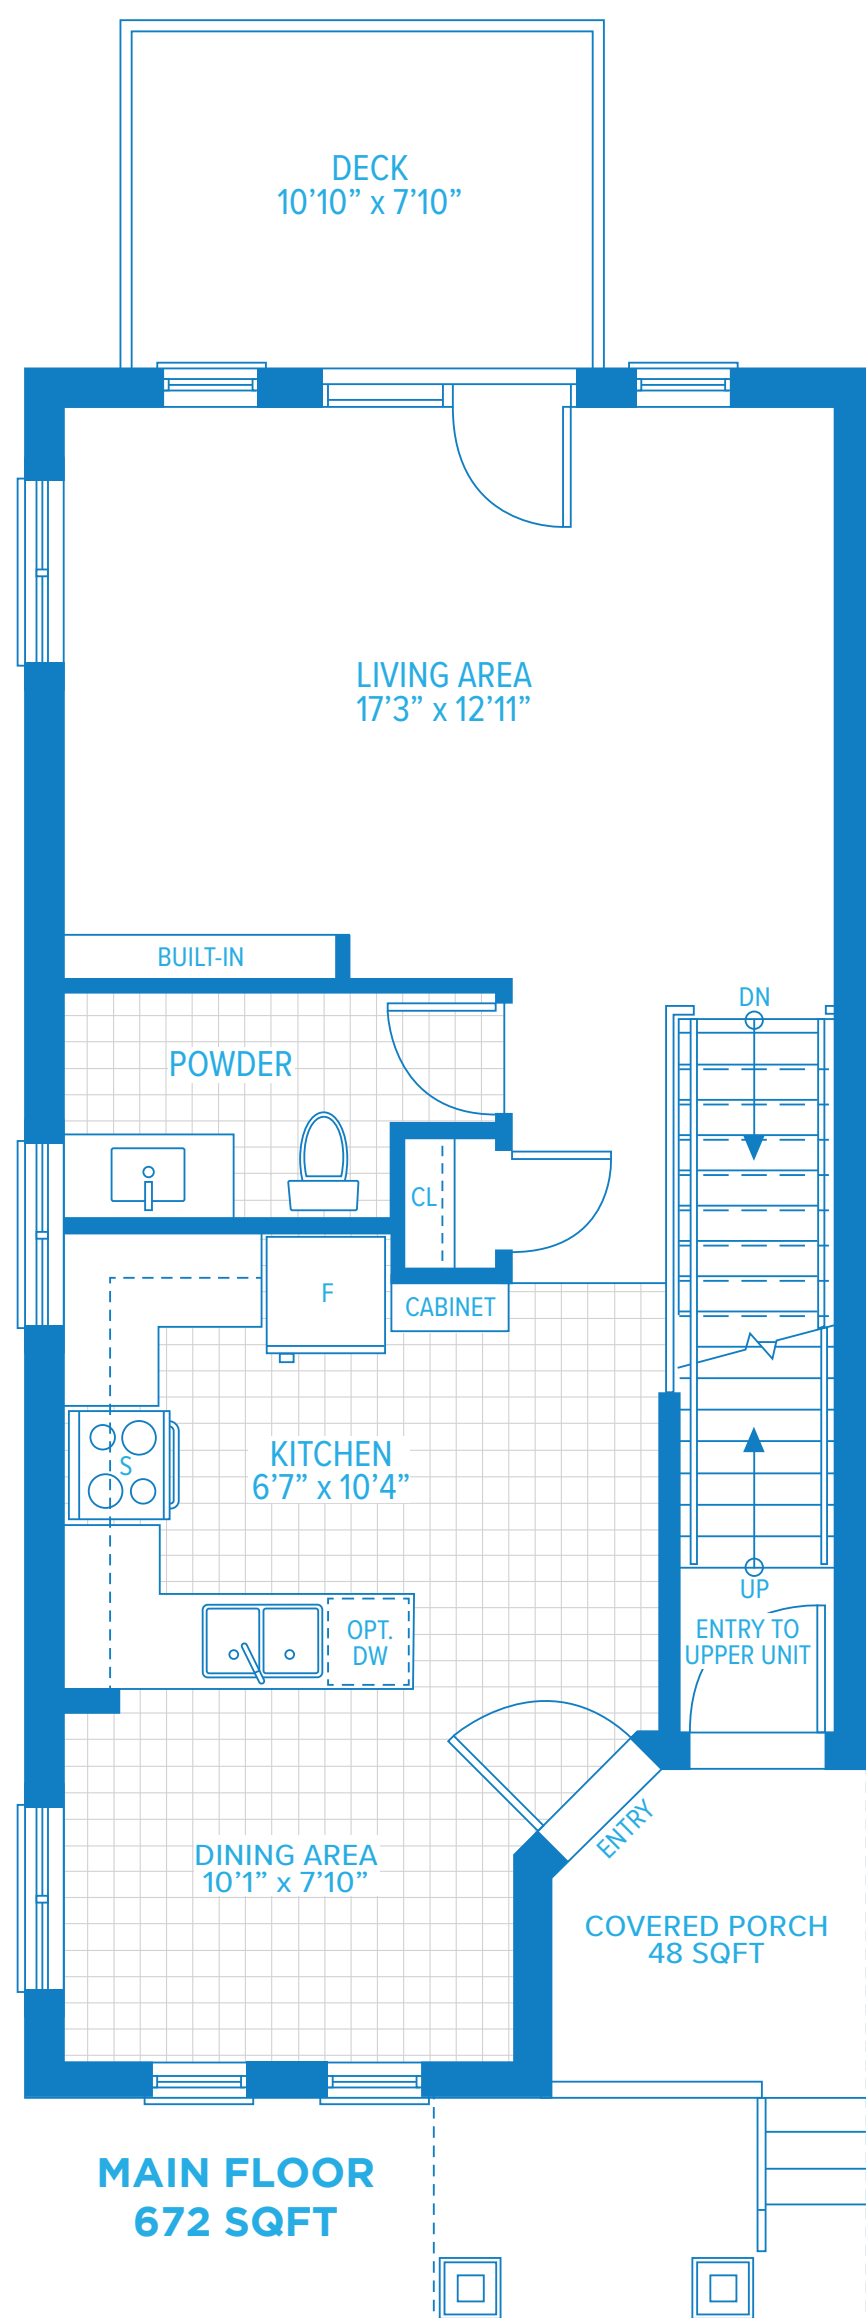 DECK
10'10” x 7'10”
LIVING AREA
17'3” x 12'11”
BUILT-IN
DN
POWDER
CL
F
CABINET
KITCHEN
6'7” x 10'4”
S
UP
OPT.
DW
ENTRY TO
UPPER UNIT
ENTRY
DINING AREA
10'1” x 7'10”
COVERED PORCH
48 SQFT
MAIN FLOOR
672 SQFT